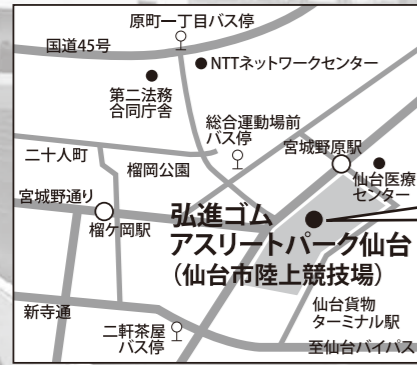 原町一丁目バス停
国道45号
NTTネットワークセンター
第二法務
合同庁舎
総合運動場前
バス停
宮城野原駅
二十人町
榴岡公園
仙台医療
センター
宮城野通り
榴ケ岡駅
弘進ゴム
アスリートパーク仙台
(仙台市陸上競技場)
新寺通
二軒茶屋
バス停
仙台貨物
ターミナル駅
至仙台バイパス